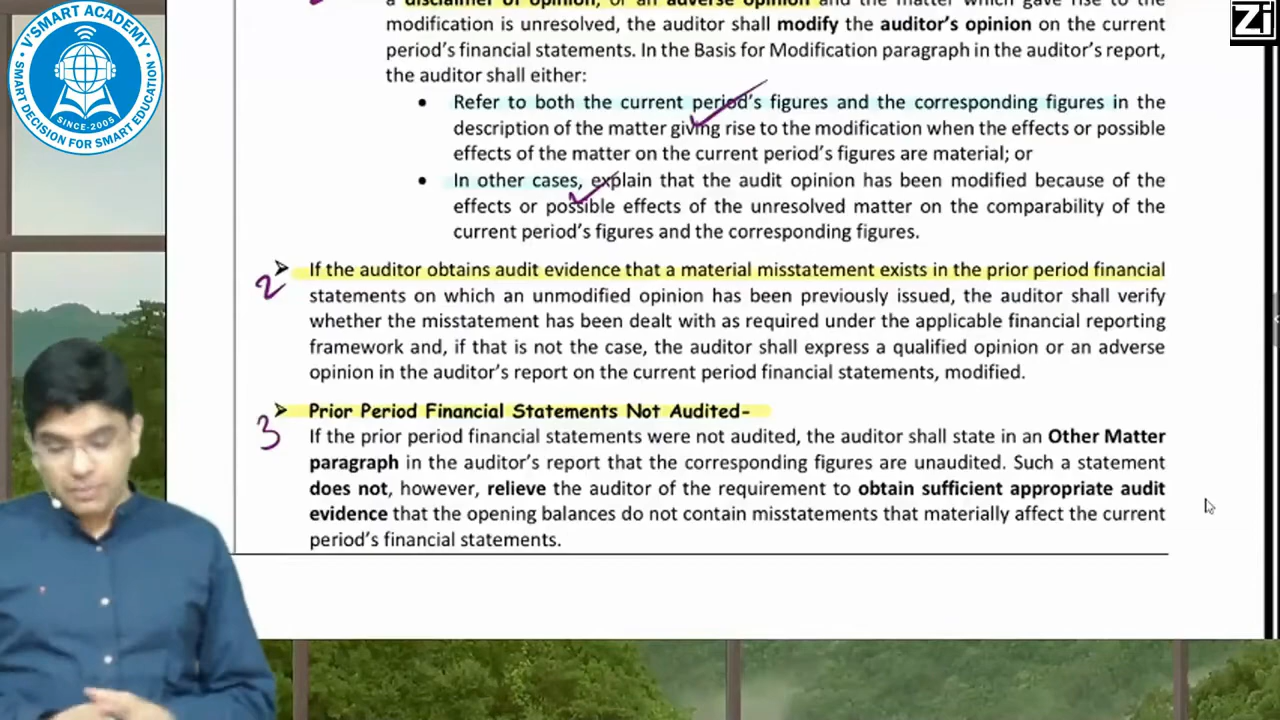 V'SMART ACADEMY
SINCE-2005
SMART DECISION FOR SMART EDUCATION
Zi
a disclaimer of opinion, or an adverse opinion and the matter which gave rise to the
modification is unresolved, the auditor shall modify the auditor's opinion on the current
period's financial statements. In the Basis for Modification paragraph in the auditor's report,
the auditor shall either:
• Refer to both the current period's figures and the corresponding figures in the
description of the matter giving rise to the modification when the effects or possible
effects of the matter on the current period's figures are material; or
• In other cases, explain that the audit opinion has been modified because of the
effects or possible effects of the unresolved matter on the comparability of the
current period's figures and the corresponding figures.
2 ➢ If the auditor obtains audit evidence that a material misstatement exists in the prior period financial
statements on which an unmodified opinion has been previously issued, the auditor shall verify
whether the misstatement has been dealt with as required under the applicable financial reporting
framework and, if that is not the case, the auditor shall express a qualified opinion or an adverse
opinion in the auditor's report on the current period financial statements, modified.
3 ➢ Prior Period Financial Statements Not Audited-
If the prior period financial statements were not audited, the auditor shall state in an Other Matter
paragraph in the auditor's report that the corresponding figures are unaudited. Such a statement
does not, however, relieve the auditor of the requirement to obtain sufficient appropriate audit
evidence that the opening balances do not contain misstatements that materially affect the current
period's financial statements.